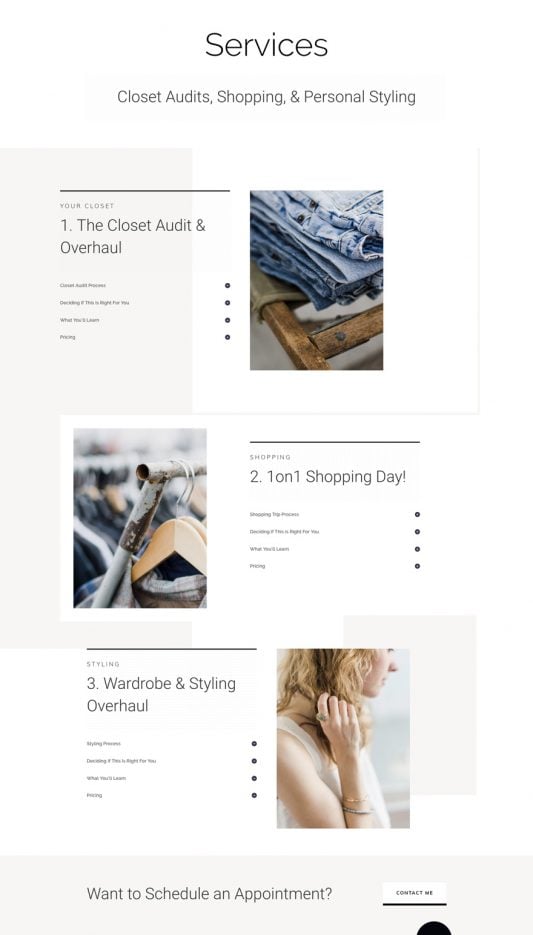 Services
Closet Audits, Shopping, & Personal Styling
YOUR CLOSET
1. The Closet Audit &
Overhaul
Closet Audit Process
Deciding If This Is Right For You
What You'll Learn
Pricing
SHOPPING
2. 1on1 Shopping Day!
Shopping Trip Process
Deciding If This Is Right For You
What You'll Learn
Pricing
STYLING
3. Wardrobe & Styling
Overhaul
Styling Process
Deciding If This Is Right For You
What You'll Learn
Pricing
Want to Schedule an Appointment?
CONTACT ME